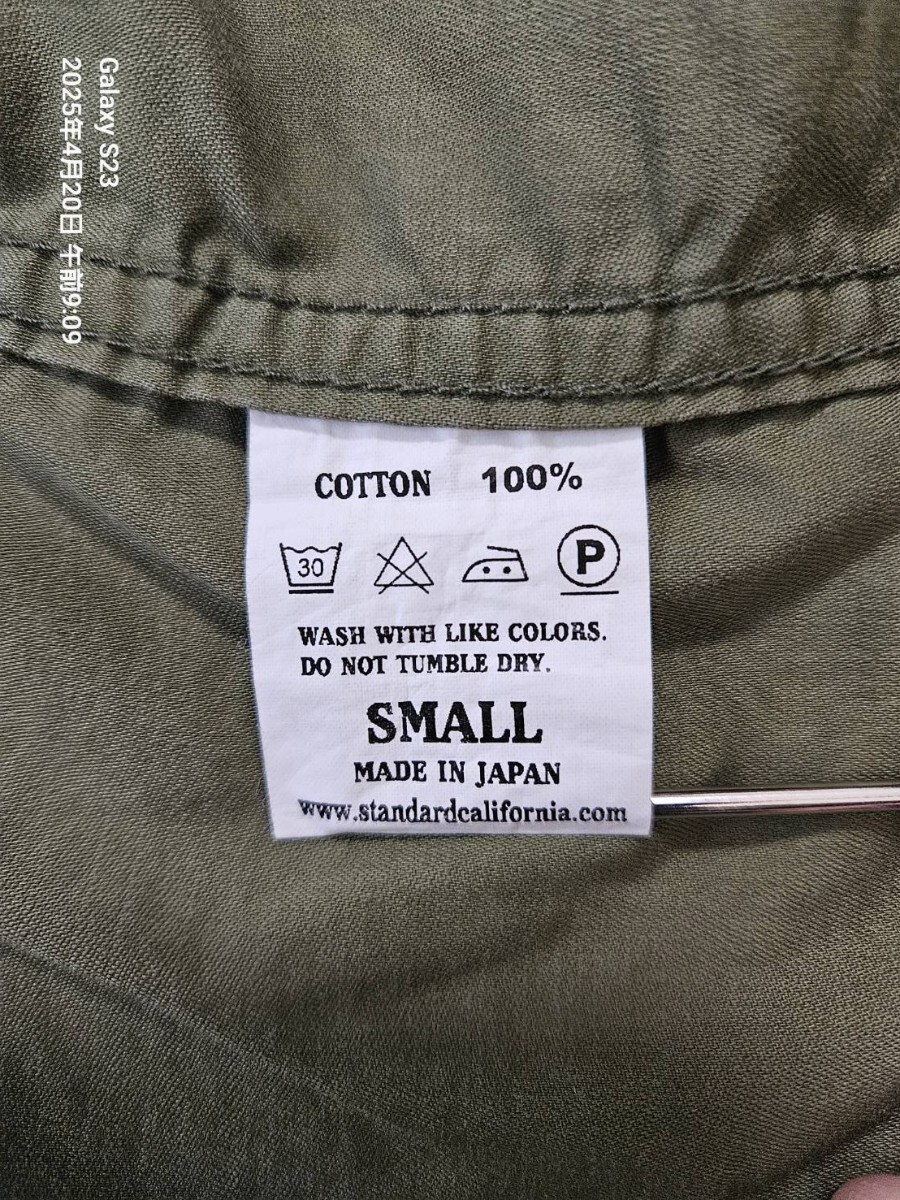 Galaxy S23
2025年4月20日 午前9:09
COTTON 100%
30
P
WASH WITH LIKE COLORS.
DO NOT TUMBLE DRY.
SMALL
MADE IN JAPAN
www.standardcalifornia.com